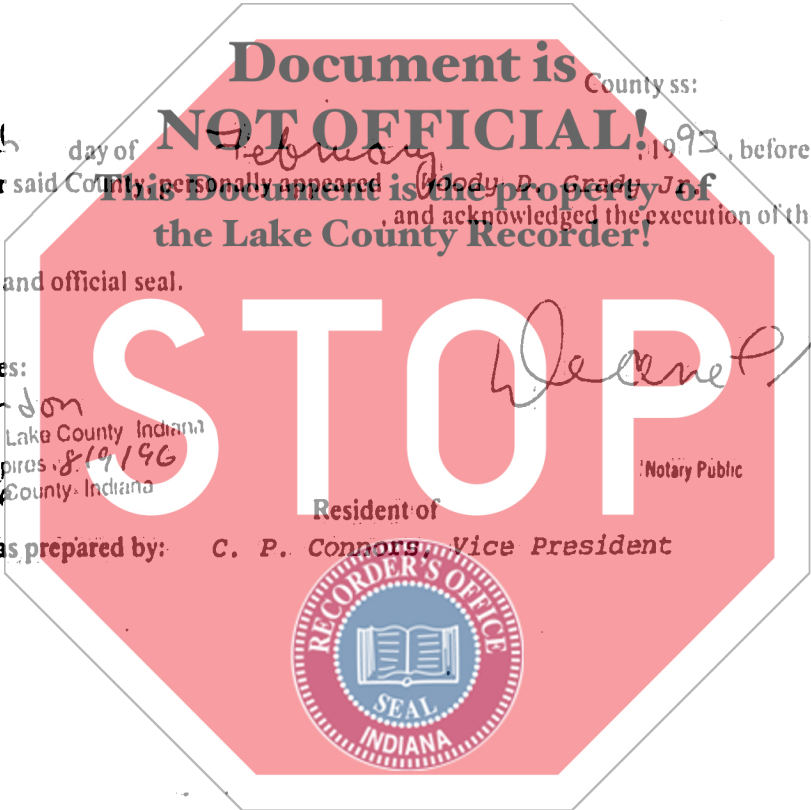 Document is
County ss:
NOT OFFICIAL!
day of February, 1993, before
This Document is the property of
said County, personally appeared Woody D. Grady Jr.
, and acknowledged the execution of th
the Lake County Recorder!
and official seal.
es:
STOP
don
Lake County Indiana
pires 8/9/96
County Indiana
Notary Public
Resident of
as prepared by: C. P. Connors, Vice President
RECORDER'S OFFICE
SEAL
INDIANA